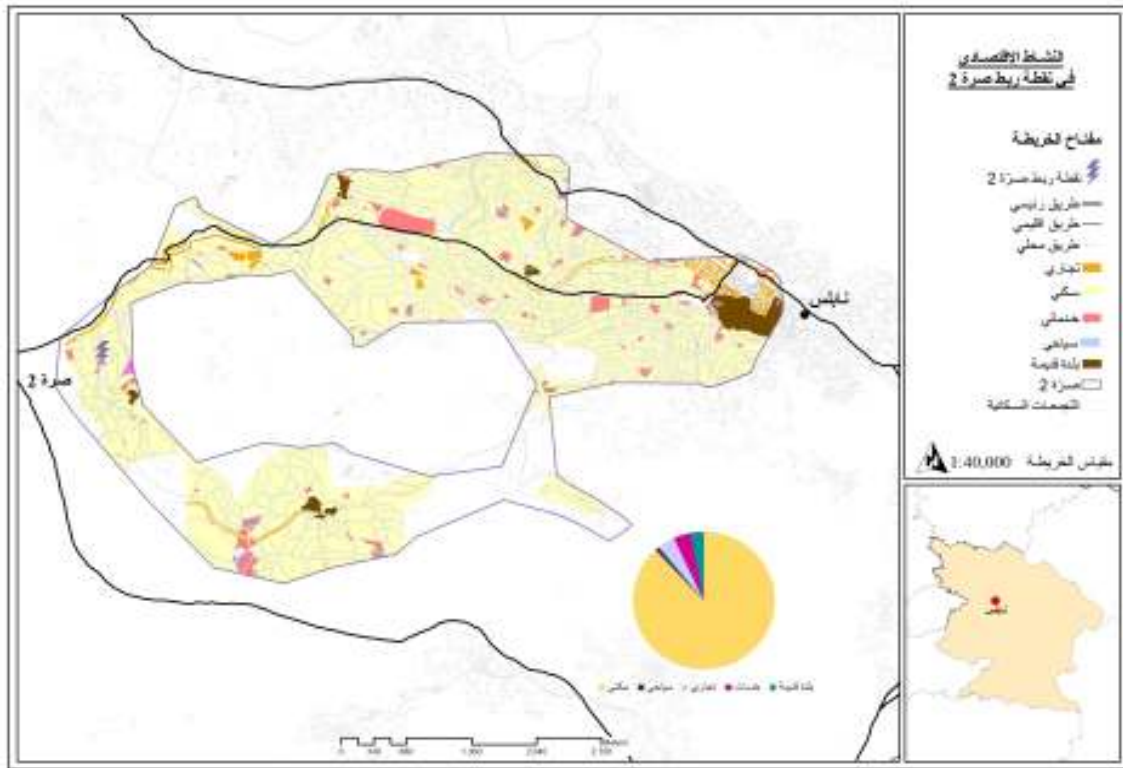 النشاط الاقتصادي
في نقطة ربط صرة 2
مفتاح الخريطة
نقطة ربط صرة 2
طريق رئيسي
طريق اقليمي
طريق محلي
تجاري
سكني
خدماتي
سياحي
بلدة قديمة
صرة 2
التجمعات السكانية
مقياس الخريطة 1:40,000
نابلس
صرة 2
بلدة قديمة
خدمات
تجاري
سياحي
سكني
0
نابلس